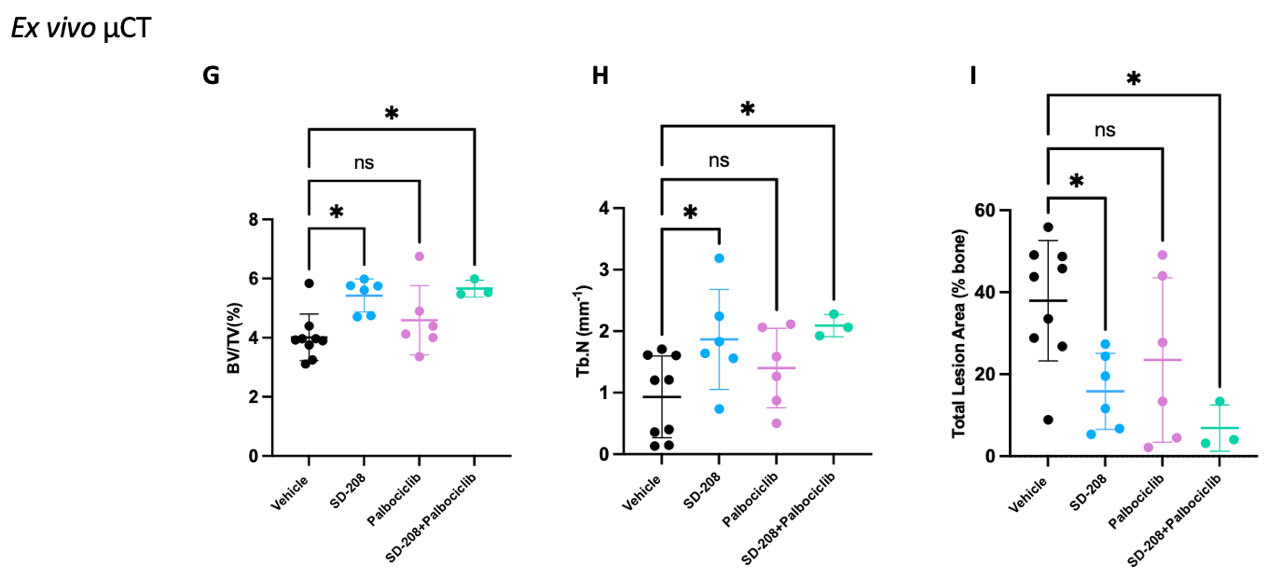 Ex vivo µCT
G
*
ns
*
8
6
4
2
0
BV/TV(%)
Vehicle
SD-208
Palbociclib
SD-208+Palbociclib
H
*
ns
*
4
3
2
1
0
Tb.N (mm⁻¹)
Vehicle
SD-208
Palbociclib
SD-208+Palbociclib
I
*
ns
*
60
40
20
0
Total Lesion Area (% bone)
Vehicle
SD-208
Palbociclib
SD-208+Palbociclib